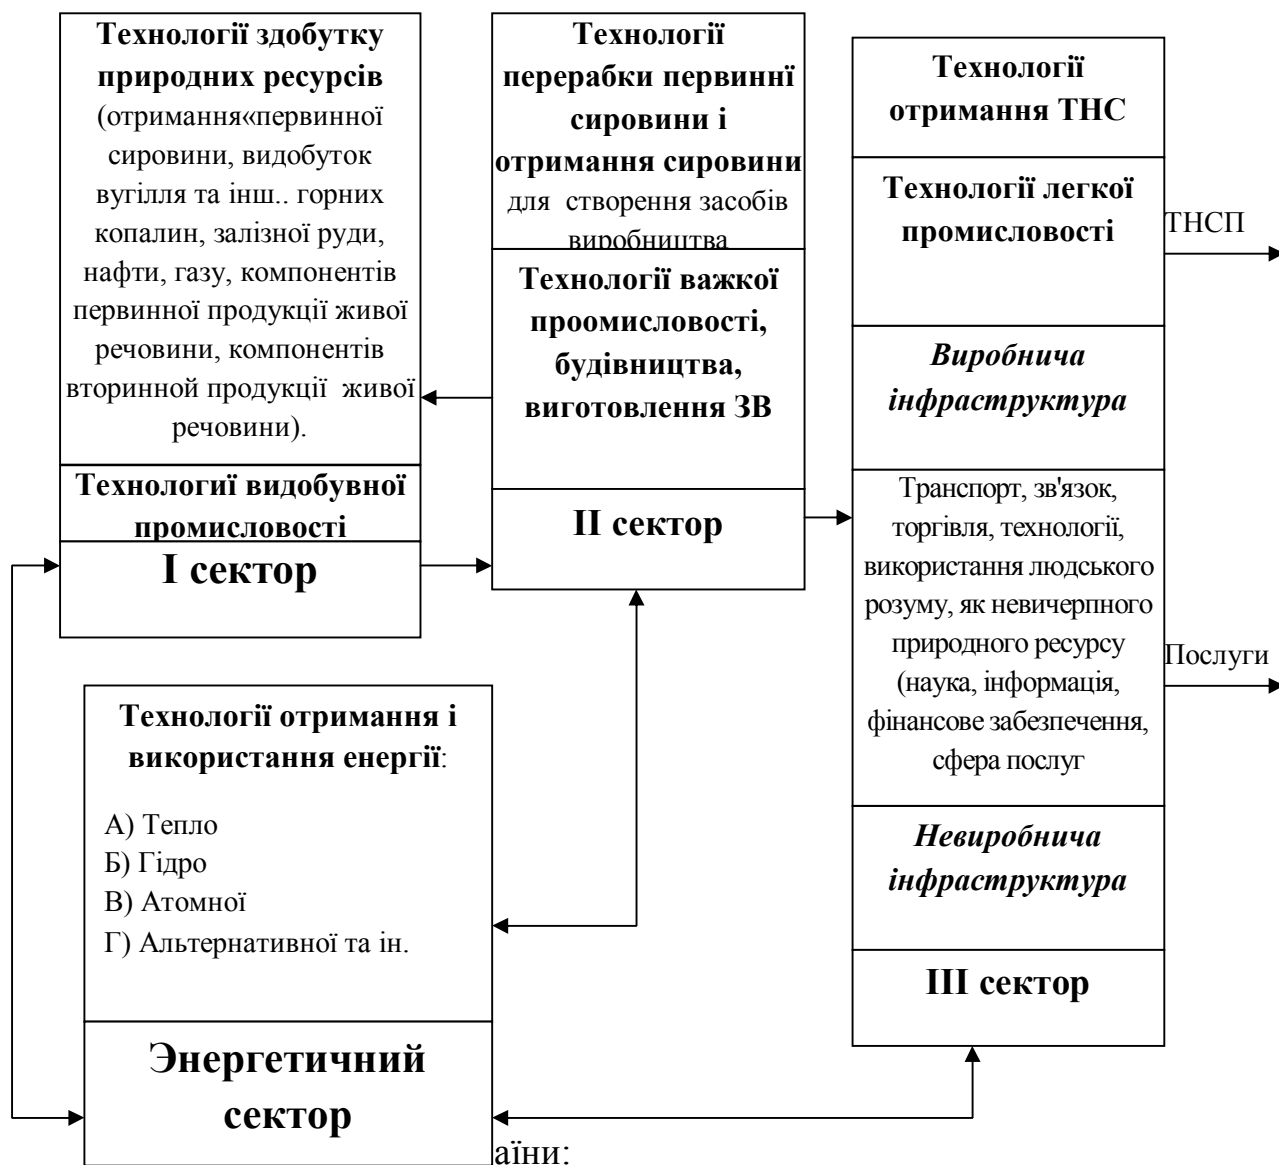 Технології здобутку
природних ресурсів
(отримання«первинної
сировини, видобуток
вугілля та інш.. горних
копалин, залізної руди,
нафти, газу, компонентів
первинної продукції живої
речовини, компонентів
вторинной продукції живої
речовини).
Технологиї видобувної
промисловості
I сектор
Технології
перерабки первиннї
сировини і
отримання сировини
для створення засобів
виробництва
Технології важкої
проомисловості,
будівництва,
виготовлення ЗВ
II сектор
Технології
отримання ТНС
Технології легкої
промисловості
Виробнича
інфраструктура
Транспорт, зв'язок,
торгівля, технології,
використання людського
розуму, як невичерпного
природного ресурсу
(наука, інформація,
фінансове забезпечення,
сфера послуг
Невиробнича
інфраструктура
III сектор
ТНСП
Послуги
Технології отримання і
використання енергії:
А) Тепло
Б) Гідро
В) Атомної
Г) Альтернативної та ін.
Энергетичний
сектор
аїни: